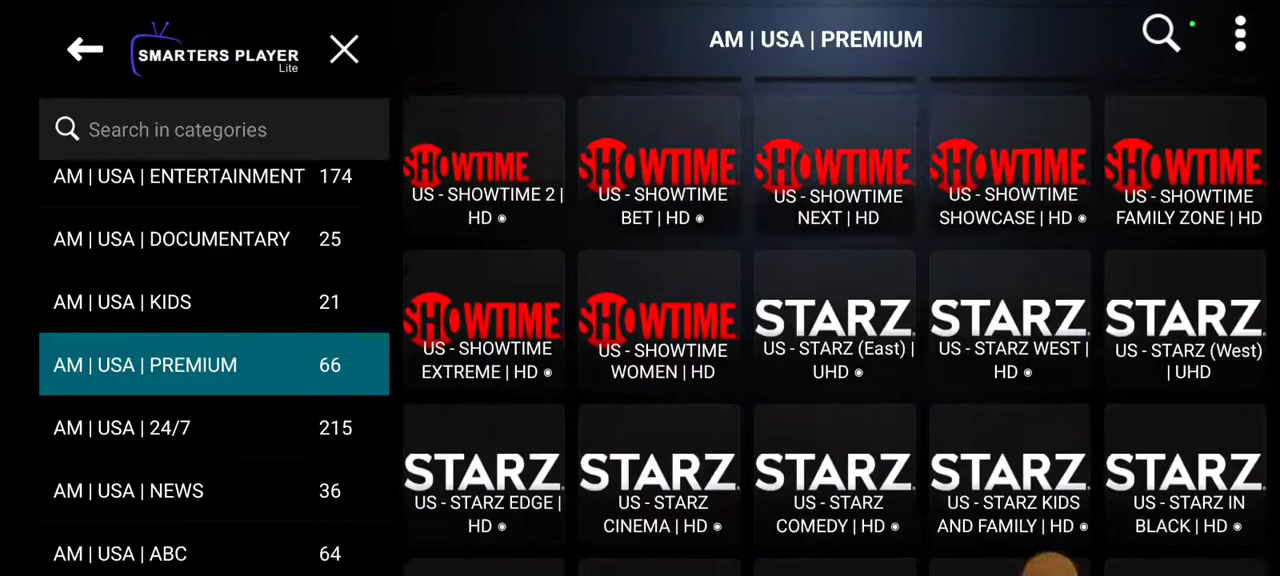 SMARTERS PLAYER
Lite
Search in categories
AM | USA | ENTERTAINMENT 174
AM | USA | DOCUMENTARY 25
AM | USA | KIDS 21
AM | USA | PREMIUM 66
AM | USA | 24/7 215
AM | USA | NEWS 36
AM | USA | ABC 64
AM | USA | PREMIUM
SHOWTIME
US - SHOWTIME 2 |
HD ◉
SHOWTIME
US - SHOWTIME
BET | HD ◉
SHOWTIME
US - SHOWTIME
NEXT | HD
SHOWTIME
US - SHOWTIME
SHOWCASE | HD ◉
SHOWTIME
US - SHOWTIME
FAMILY ZONE | HD
SHOWTIME
US - SHOWTIME
EXTREME | HD ◉
SHOWTIME
US - SHOWTIME
WOMEN | HD
STARZ
US - STARZ (East) |
UHD ◉
STARZ
US - STARZ WEST |
HD ◉
STARZ
US - STARZ (West)
| UHD
STARZ
US - STARZ EDGE |
HD ◉
STARZ
US - STARZ
CINEMA | HD ◉
STARZ
US - STARZ
COMEDY | HD ◉
STARZ
US - STARZ KIDS
AND FAMILY | HD ◉
STARZ
US - STARZ IN
BLACK | HD ◉